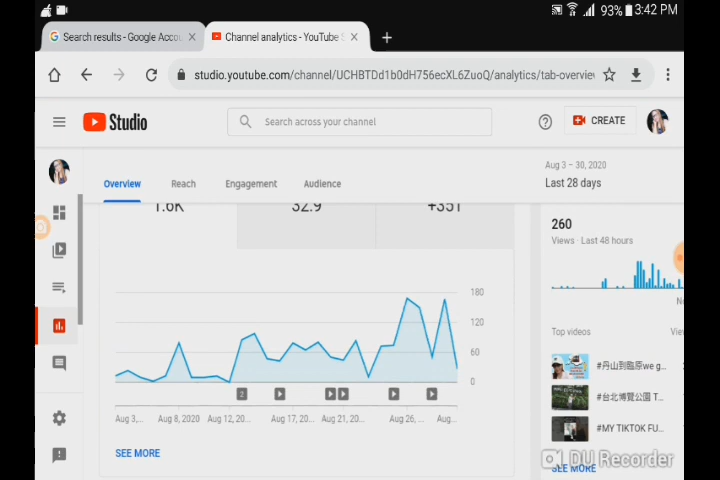 93% 3:42 PM
Search results - Google Accou
Channel analytics - YouTube S
studio.youtube.com/channel/UCHBTDd1b0dH756ecXL6ZuoQ/analytics/tab-overview
Studio
Search across your channel
CREATE
Overview
Reach
Engagement
Audience
Aug 3 – 30, 2020
Last 28 days
1.6K
32.9
+351
260
Views · Last 48 hours
180
120
60
0
2
Aug 3,...
Aug 8, 2020
Aug 12, 20...
Aug 17, 20...
Aug 21, 20...
Aug 26, ...
Aug...
Top videos
#丹山到臨原we g...
#台北博覽公園 T...
#MY TIKTOK FU...
SEE MORE
SEE MORE
DU Recorder